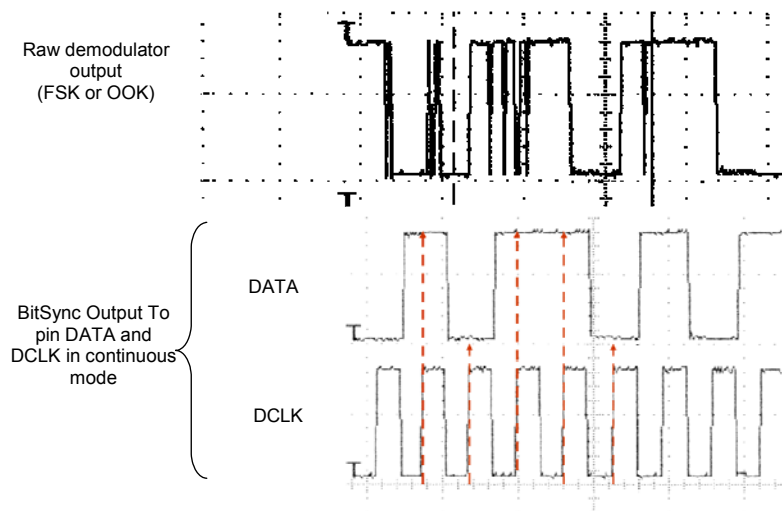 Raw demodulator
output
(FSK or OOK)
DATA
BitSync Output To
pin DATA and
DCLK in continuous
mode
DCLK